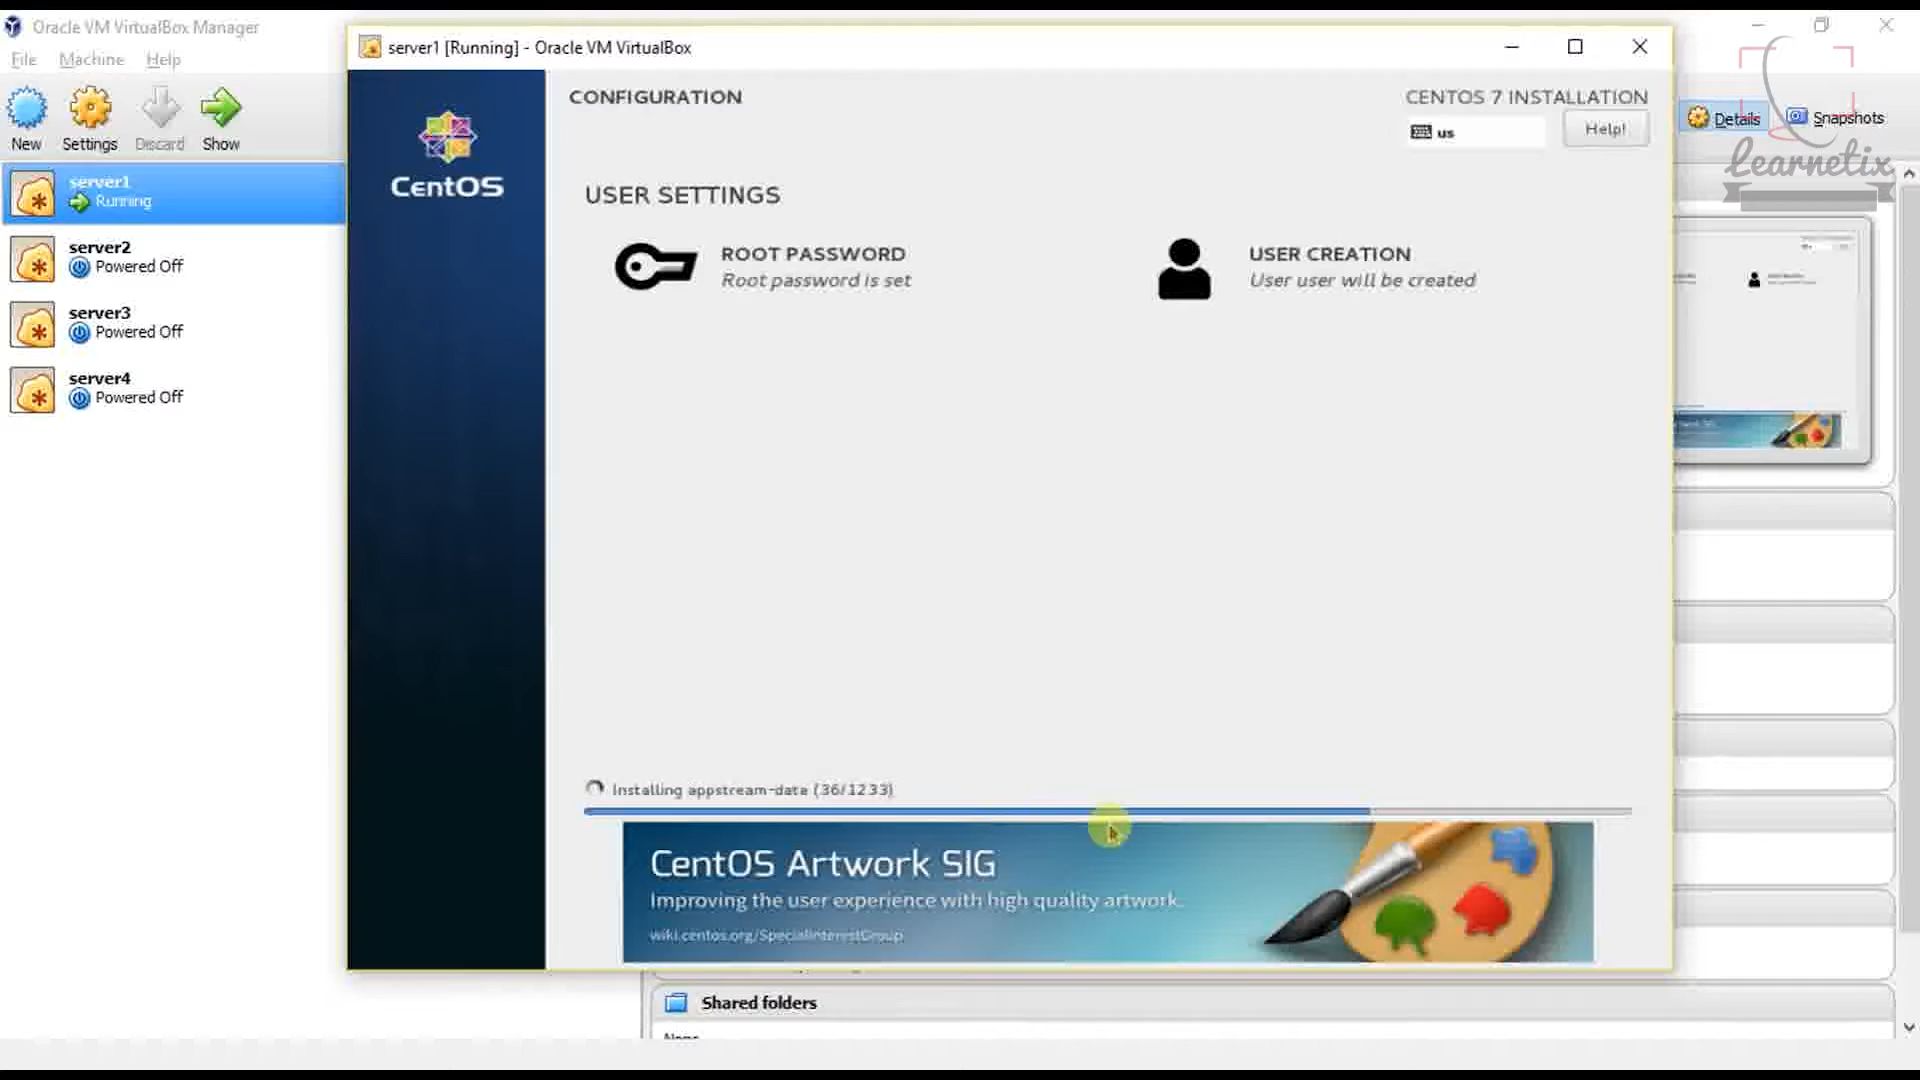 Oracle VM VirtualBox Manager
File Machine Help
New Settings Discard Show
server1
Running
server2
Powered Off
server3
Powered Off
server4
Powered Off
server1 [Running] - Oracle VM VirtualBox
CentOS
CONFIGURATION
CENTOS 7 INSTALLATION
us
Help!
USER SETTINGS
ROOT PASSWORD
Root password is set
USER CREATION
User user will be created
Installing appstream-data (36/1233)
CentOS Artwork SIG
Improving the user experience with high quality artwork.
wiki.centos.org/SpecialInterestGroup
Details Snapshots
Learnetix
Shared folders